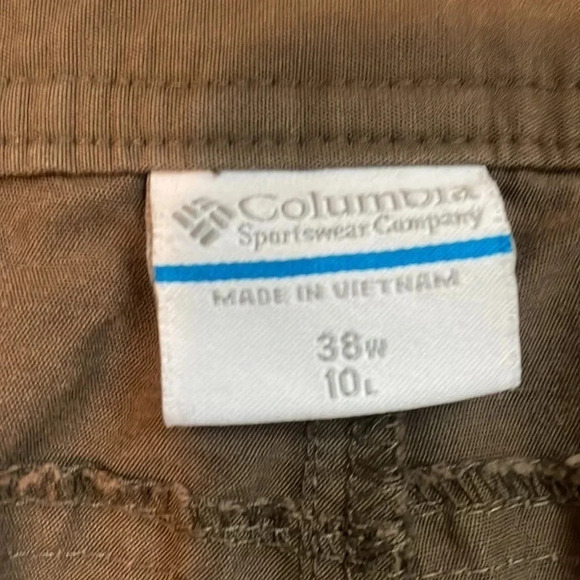 Columbia
Sportswear Company
MADE IN VIETNAM
38W
10L